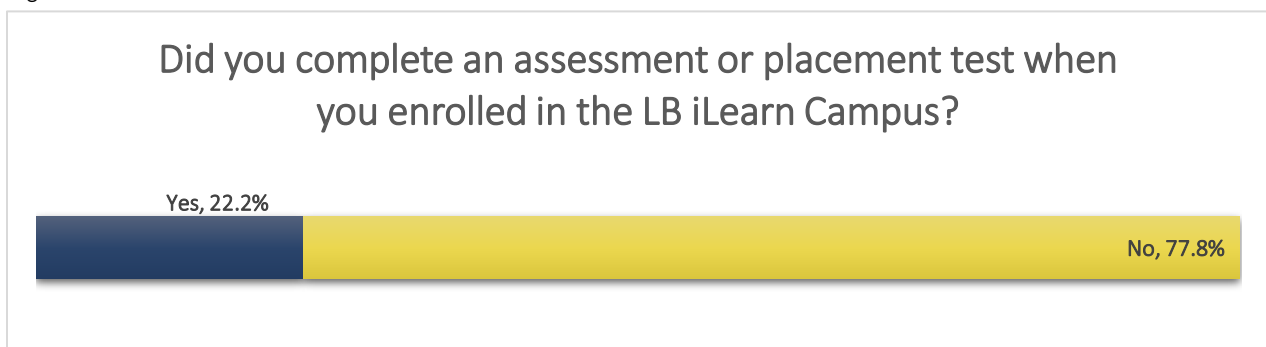 Did you complete an assessment or placement test when
you enrolled in the LB iLearn Campus?
Yes, 22.2%
No, 77.8%